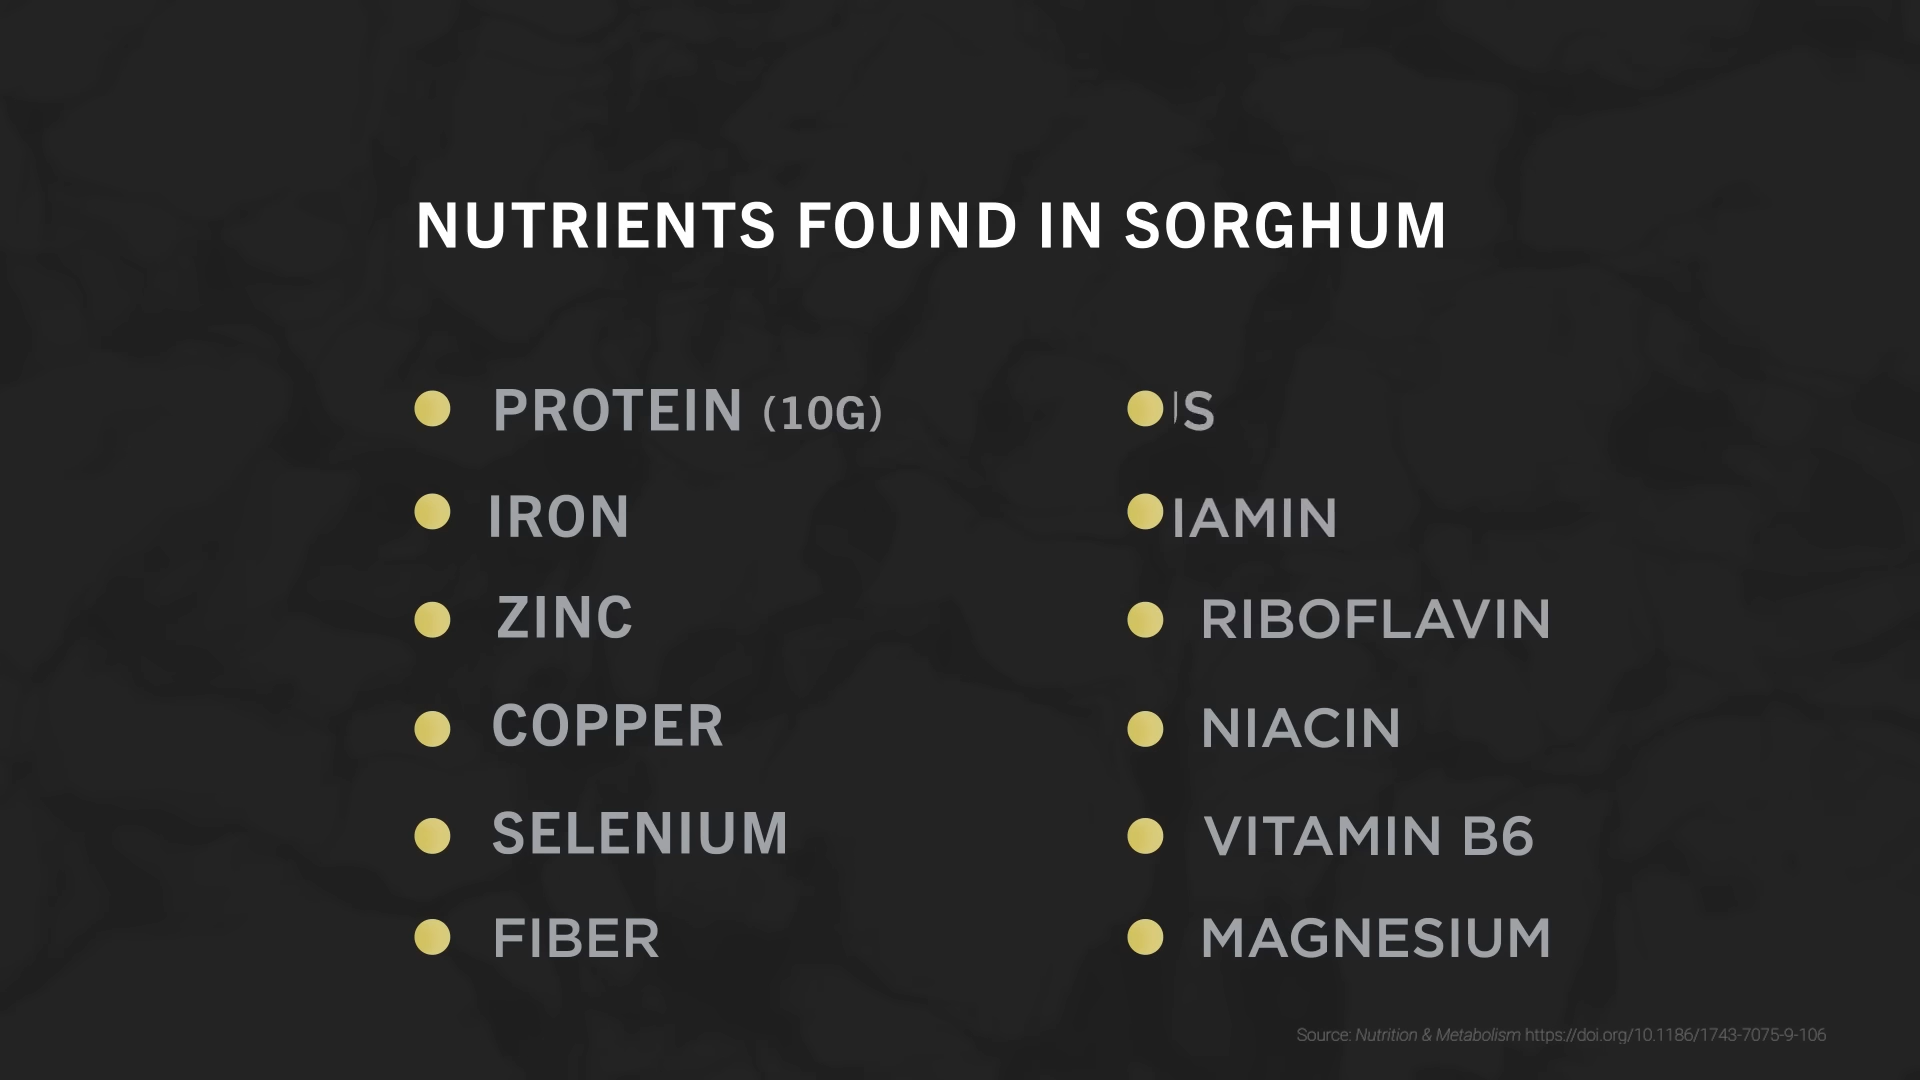 NUTRIENTS FOUND IN SORGHUM
PROTEIN (10G)
IRON
ZINC
COPPER
SELENIUM
FIBER
RIBOFLAVIN
NIACIN
VITAMIN B6
MAGNESIUM
Source: Nutrition & Metabolism https://doi.org/10.1186/1743-7075-9-106